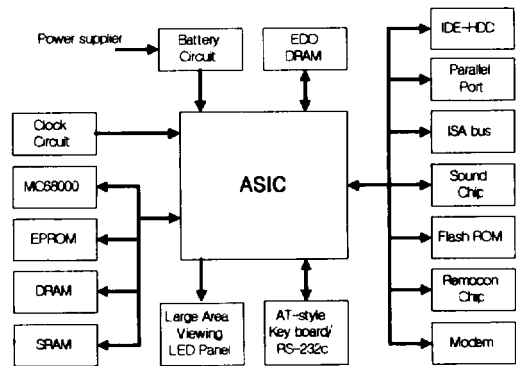 Power supplier
Battery
Circuit
EDO
DRAM
IDE-HDD
Parallel
Port
Clock
Circuit
ISA bus
ASIC
MC68000
Sound
Chip
EPROM
Flash ROM
DRAM
Large Area
Viewing
LED Panel
AT-style
Key board/
RS-232c
Remocon
Chip
SRAM
Modem